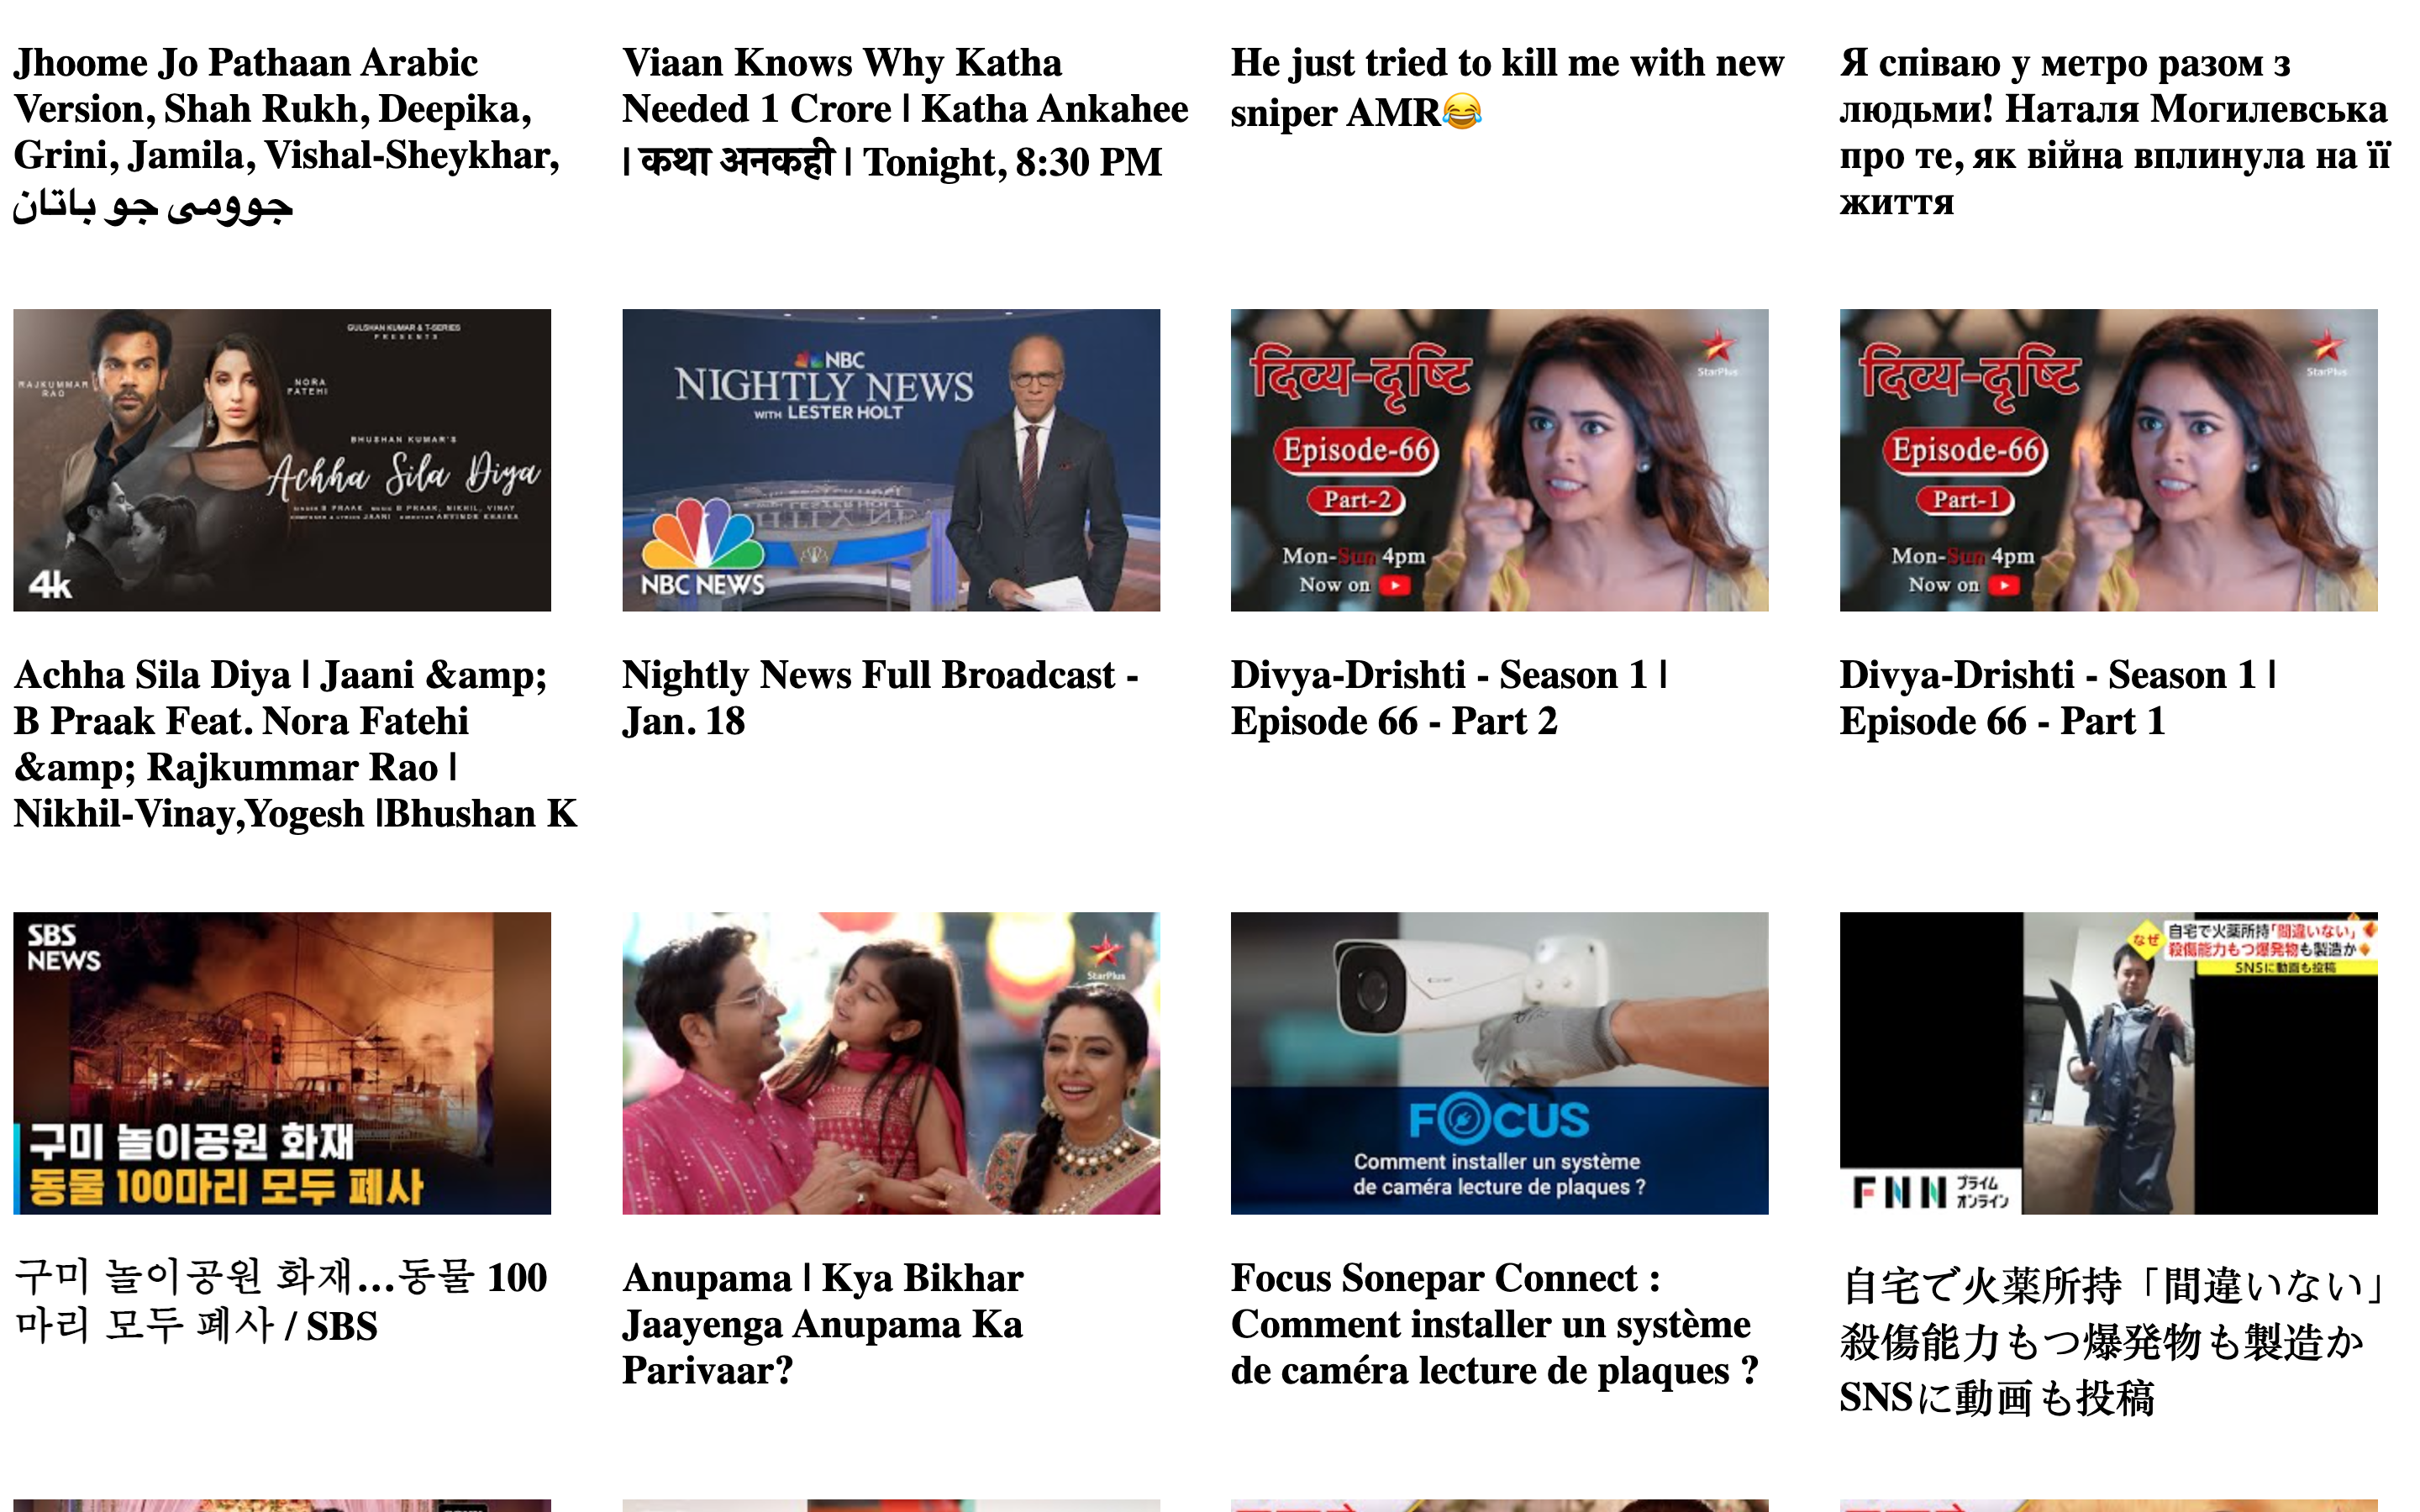 Jhoome Jo Pathaan Arabic
Version, Shah Rukh, Deepika,
Grini, Jamila, Vishal-Sheykhar,
جوومى جو باتان
Viaan Knows Why Katha
Needed 1 Crore | Katha Ankahee
| कथा अनकही | Tonight, 8:30 PM
He just tried to kill me with new
sniper AMR😂
Я співаю у метро разом з
людьми! Наталя Могилевська
про те, як війна вплинула на її
життя
GULSHAN KUMAR & T-SERIES
PRESENTS
RAJKUMMAR
RAO
NORA
FATEHI
BHUSHAN KUMAR'S
Achha Sila Diya
SINGER B PRAAK MUSIC B PRAAK, NIKHIL, VINAY
COMPOSER & LYRICS JAANI DIRECTOR ARVINDR KHAIRA
4k
Achha Sila Diya | Jaani &amp;
B Praak Feat. Nora Fatehi
&amp; Rajkummar Rao |
Nikhil-Vinay,Yogesh |Bhushan K
NBC
NIGHTLY NEWS
WITH LESTER HOLT
NBC NEWS
Nightly News Full Broadcast -
Jan. 18
दिव्य-दृष्टि
StarPlus
Episode-66
Part-2
Mon-Sun 4pm
Now on
Divya-Drishti - Season 1 |
Episode 66 - Part 2
दिव्य-दृष्टि
StarPlus
Episode-66
Part-1
Mon-Sun 4pm
Now on
Divya-Drishti - Season 1 |
Episode 66 - Part 1
SBS
NEWS
구미 놀이공원 화재
동물 100마리 모두 폐사
구미 놀이공원 화재…동물 100
마리 모두 폐사 / SBS
StarPlus
Anupama | Kya Bikhar
Jaayenga Anupama Ka
Parivaar?
FOCUS
Comment installer un système
de caméra lecture de plaques ?
Focus Sonepar Connect :
Comment installer un système
de caméra lecture de plaques ?
なぜ
自宅で火薬所持「間違いない」
殺傷能力もつ爆発物も製造か
SNSに動画も投稿
FNN プライム
オンライン
自宅で火薬所持「間違いない」
殺傷能力もつ爆発物も製造か
SNSに動画も投稿